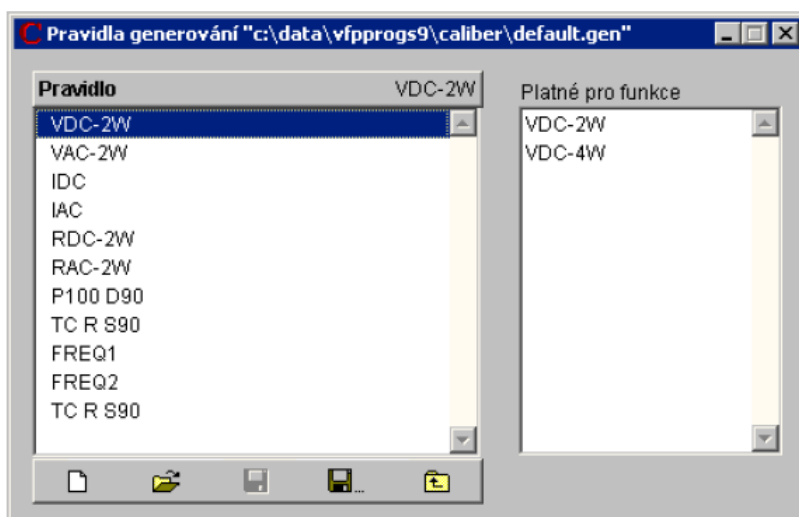 Pravidla generování "c:\data\vfpprogs9\caliber\default.gen"
Pravidlo VDC-2W
VDC-2W
VAC-2W
IDC
IAC
RDC-2W
RAC-2W
P100 D90
TC R S90
FREQ1
FREQ2
TC R S90
...
Platné pro funkce
VDC-2W
VDC-4W